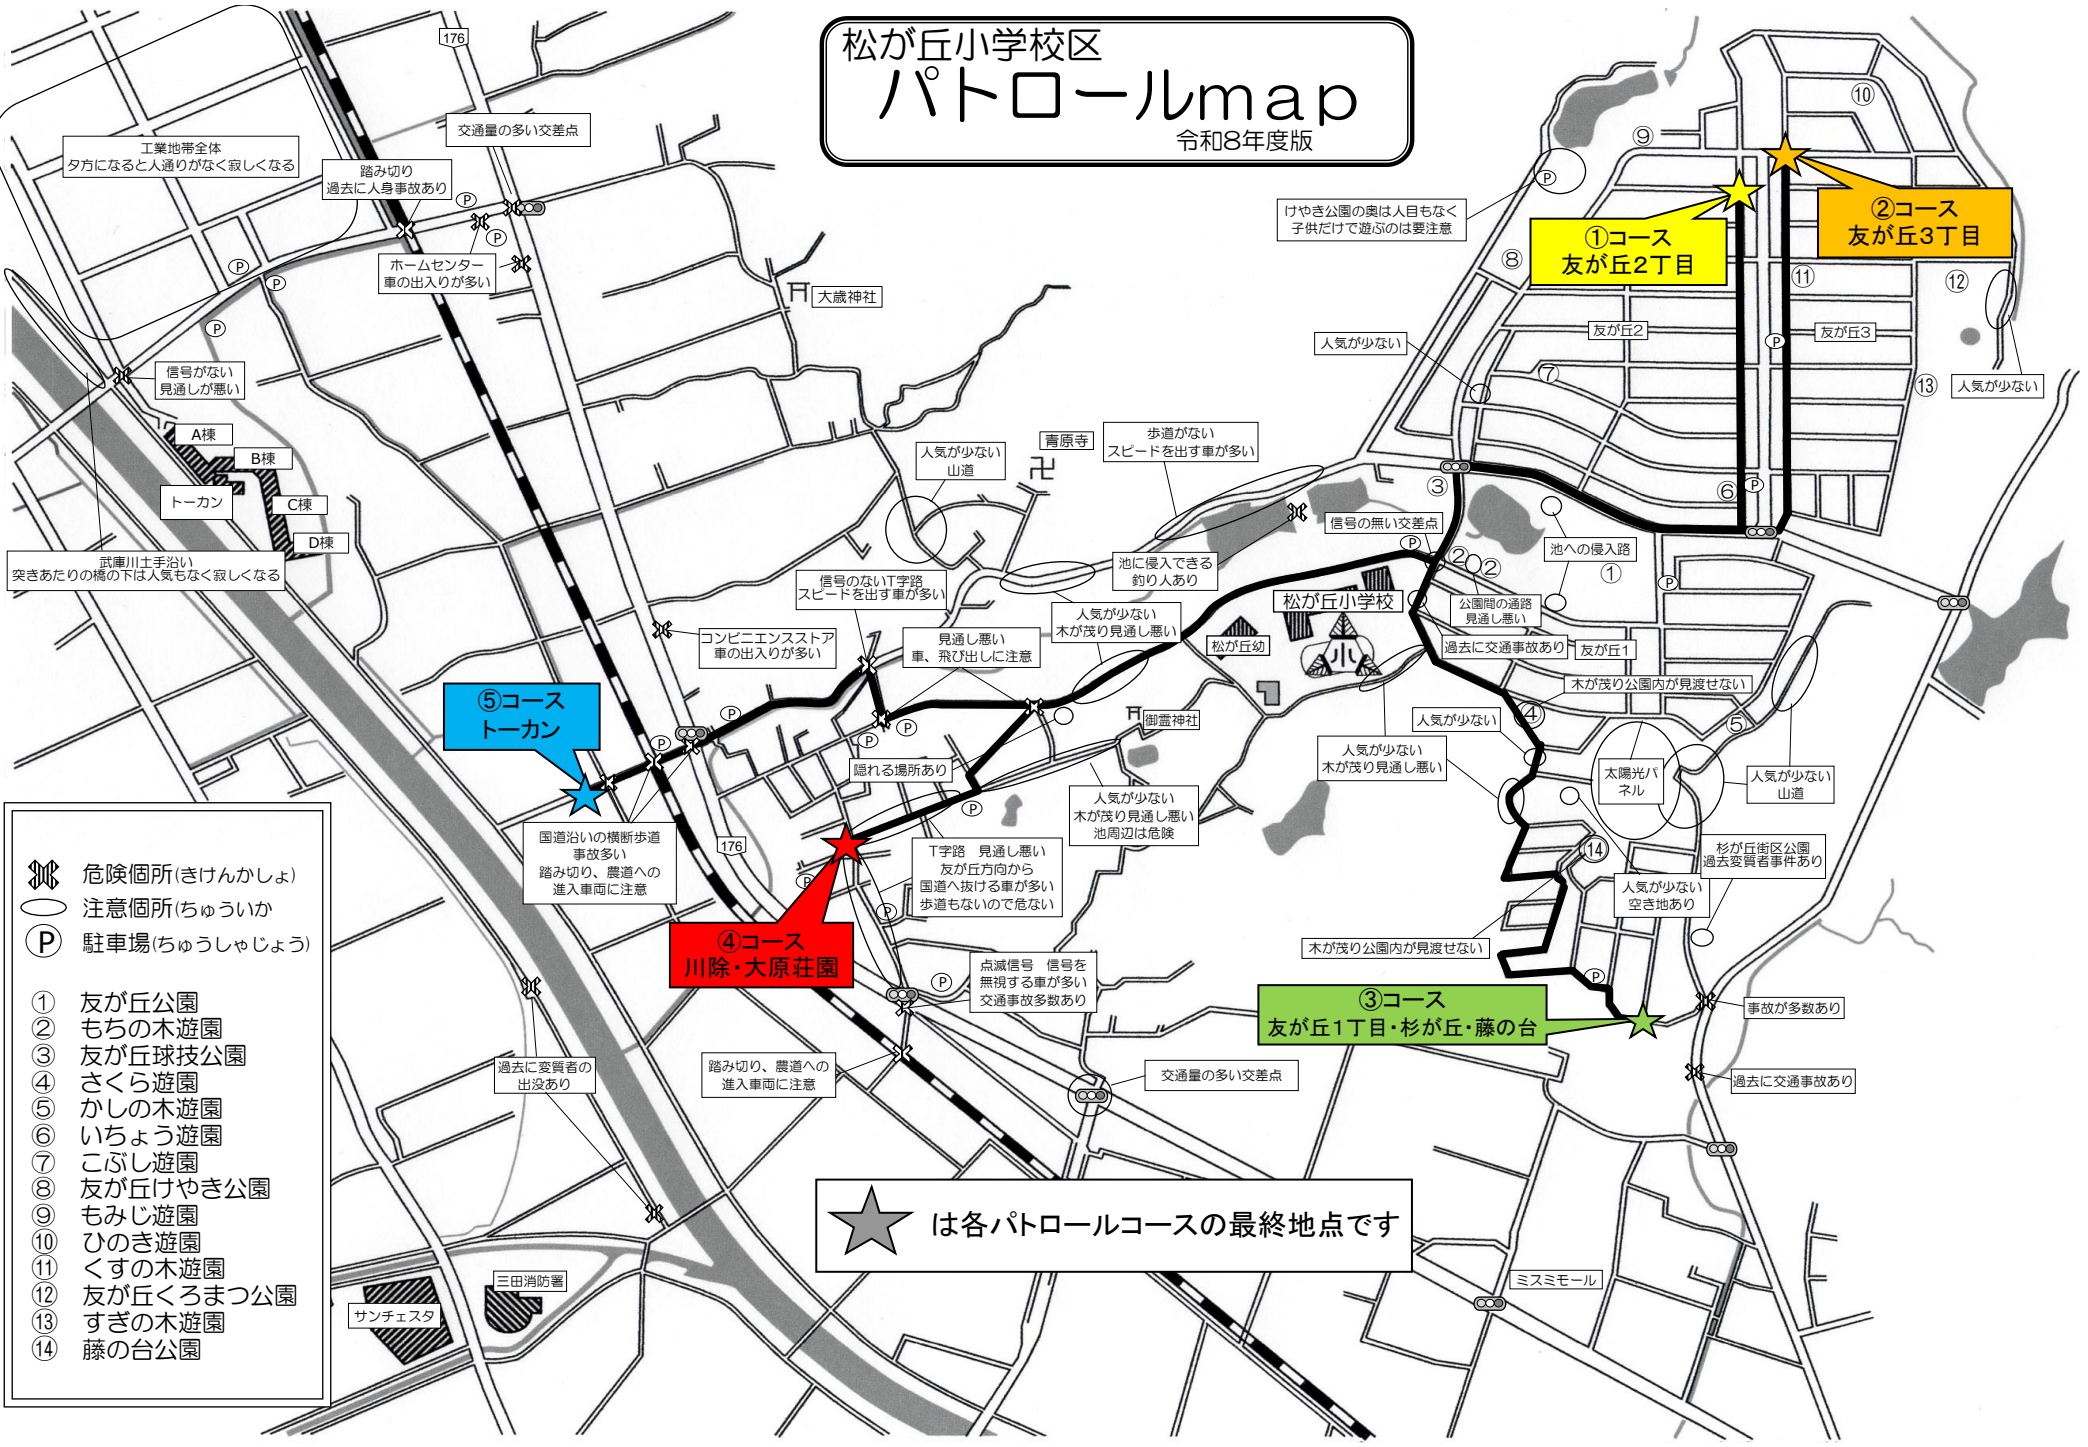 松が丘小学校区
パトロールmap
令和8年度版
176
交通量の多い交差点
工業地帯全体
夕方になると人通りがなく寂しくなる
踏み切り
過去に人身事故あり
P
P
ホームセンター
車の出入りが多い
P
P
P
大歳神社
信号がない
見通しが悪い
A棟
B棟
トーカン
C棟
D棟
武庫川土手沿い
突きあたりの橋の下は人気もなく寂しくなる
⑩
⑨
P
けやき公園の奥は人目もなく
子供だけで遊ぶのは要注意
①コース
友が丘2丁目
②コース
友が丘3丁目
⑧
⑪
⑫
友が丘2
友が丘3
P
人気が少ない
⑦
⑬
人気が少ない
人気が少ない
山道
青原寺
歩道がない
スピードを出す車が多い
③
⑥
P
信号の無い交差点
P
池への侵入路
②
②
①
P
池に侵入できる
釣り人あり
公園間の通路
見通し悪い
信号のないT字路
スピードを出す車が多い
人気が少ない
木が茂り見通し悪い
松が丘小学校
小
松が丘幼
過去に交通事故あり
友が丘1
コンビニエンスストア
車の出入りが多い
見通し悪い
車、飛び出しに注意
木が茂り公園内が見渡せない
④
⑤
⑤コース
トーカン
P
P
P
P
御霊神社
人気が少ない
人気が少ない
木が茂り見通し悪い
隠れる場所あり
太陽光パ
ネル
人気が少ない
山道
P
人気が少ない
木が茂り見通し悪い
池周辺は危険
国道沿いの横断歩道
事故多い
踏み切り、農道への
進入車両に注意
176
T字路　見通し悪い
友が丘方向から
国道へ抜ける車が多い
歩道もないので危ない
⑭
杉が丘街区公園
過去変質者事件あり
人気が少ない
空き地あり
P
P
④コース
川除・大原荘園
木が茂り公園内が見渡せない
P
点滅信号　信号を
無視する車が多い
交通事故多数あり
P
③コース
友が丘1丁目・杉が丘・藤の台
事故が多数あり
過去に変質者の
出没あり
踏み切り、農道への
進入車両に注意
交通量の多い交差点
過去に交通事故あり
は各パトロールコースの最終地点です
三田消防署
サンチェスタ
ミスミモール
危険個所(きけんかしょ)
注意個所(ちゅういか
P 駐車場(ちゅうしゃじょう)
① 友が丘公園
② もちの木遊園
③ 友が丘球技公園
④ さくら遊園
⑤ かしの木遊園
⑥ いちょう遊園
⑦ こぶし遊園
⑧ 友が丘けやき公園
⑨ もみじ遊園
⑩ ひのき遊園
⑪ くすの木遊園
⑫ 友が丘くろまつ公園
⑬ すぎの木遊園
⑭ 藤の台公園